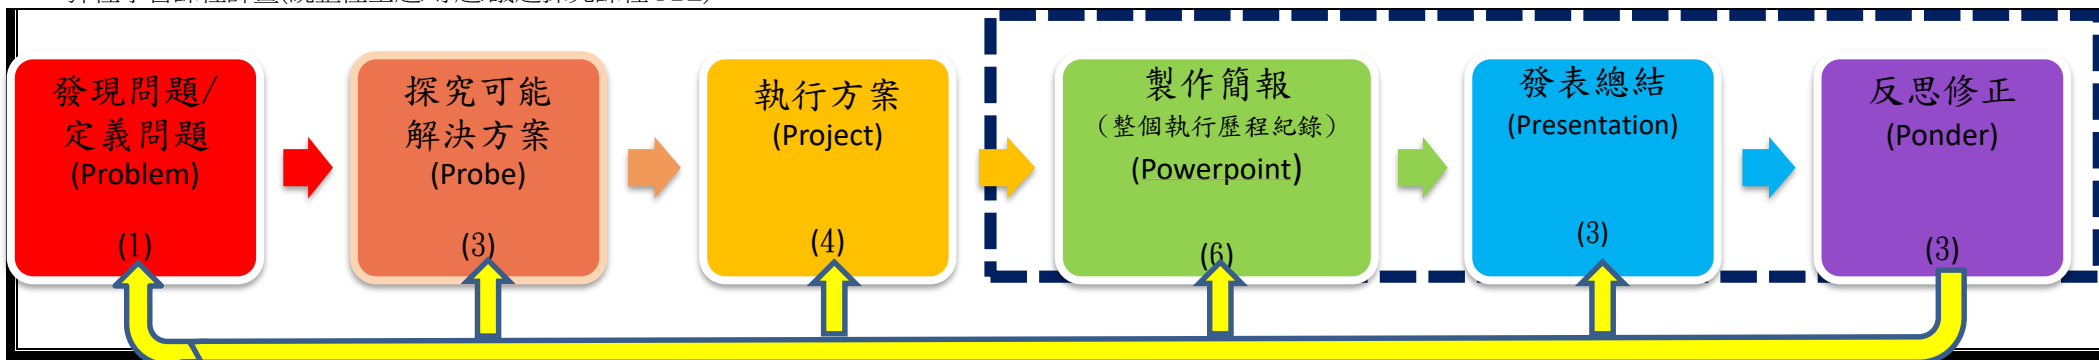 發現問題/
定義問題
(Problem)
(1)
探究可能
解決方案
(Probe)
(3)
執行方案
(Project)
(4)
製作簡報
（整個執行歷程紀錄）
(Powerpoint)
(6)
發表總結
(Presentation)
(3)
反思修正
(Ponder)
(3)